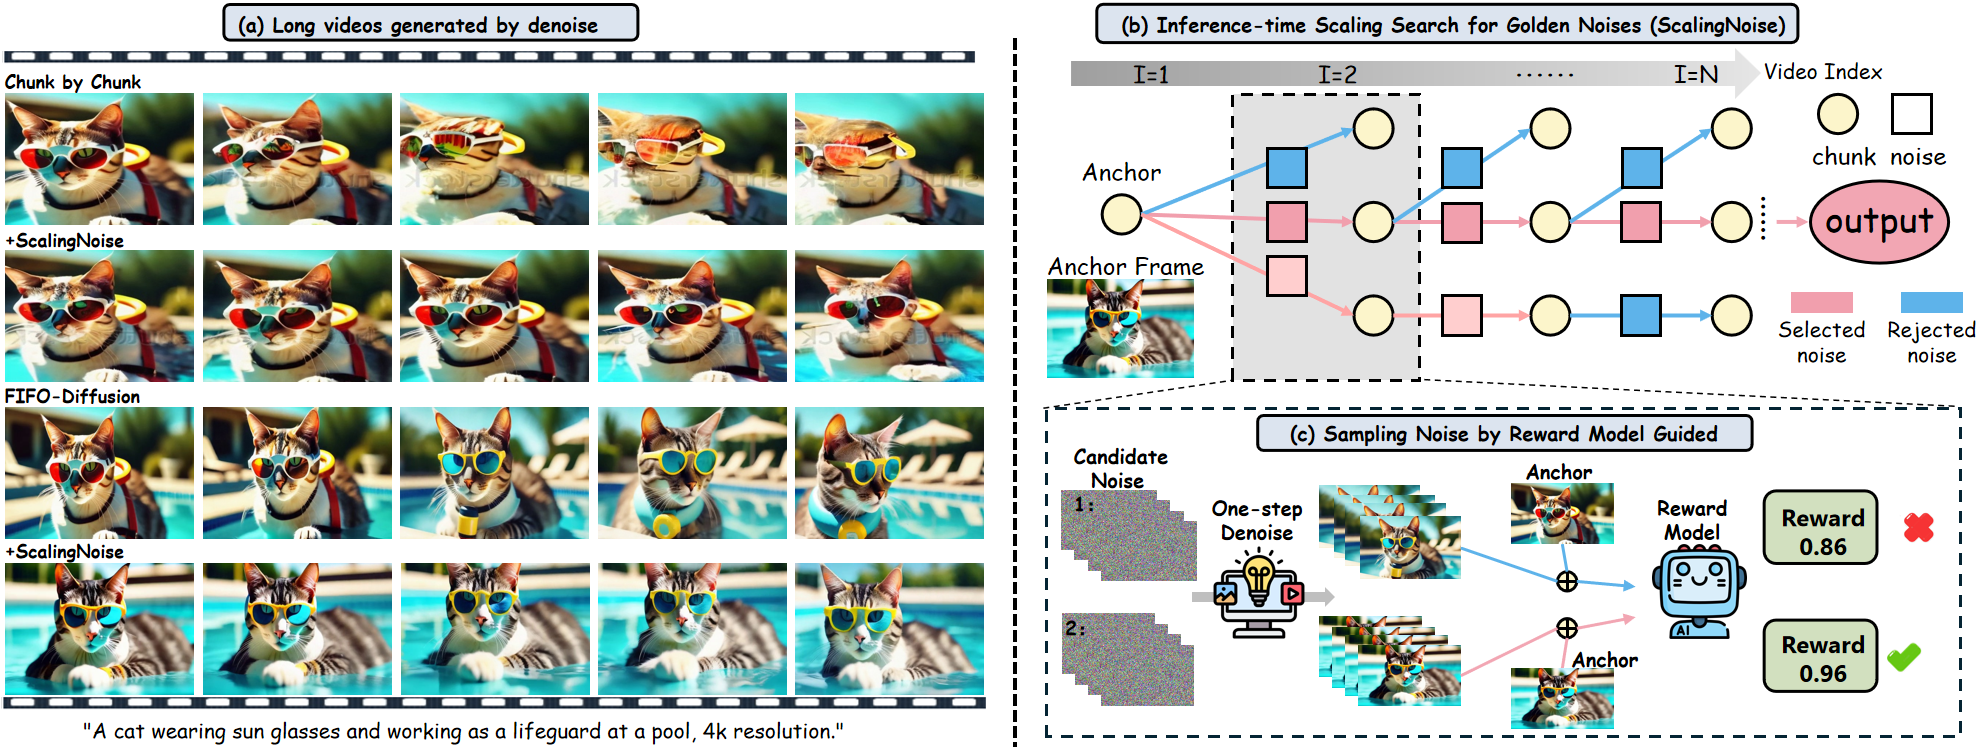 (a) Long videos generated by denoise
Chunk by Chunk
+ScalingNoise
FIFO-Diffusion
+ScalingNoise
"A cat wearing sun glasses and working as a lifeguard at a pool, 4k resolution."
(b) Inference-time Scaling Search for Golden Noises (ScalingNoise)
I=1
I=2
......
I=N
Video Index
chunk
noise
Anchor
Anchor Frame
output
Selected
noise
Rejected
noise
(c) Sampling Noise by Reward Model Guided
Candidate
Noise
1:
2:
One-step
Denoise
Anchor
Anchor
Reward
Model
AI
Reward
0.86
Reward
0.96